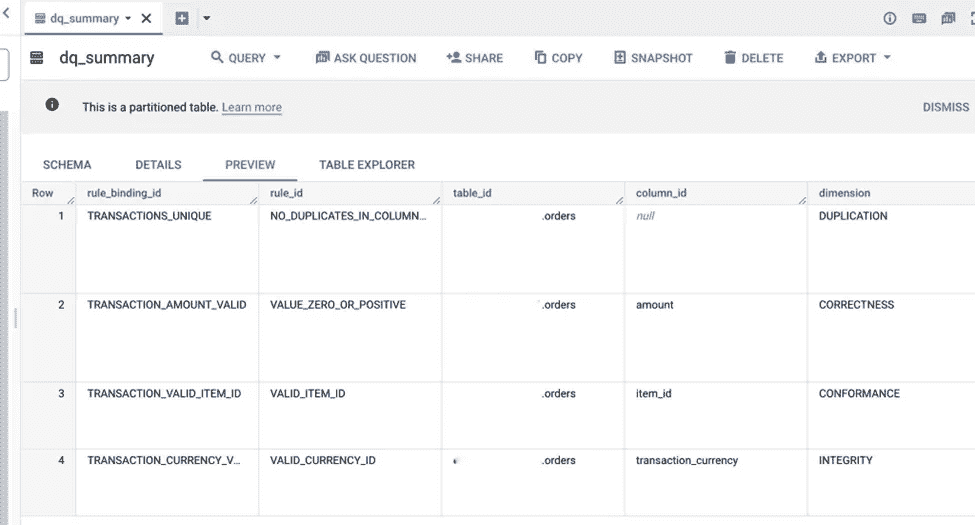 dq_summary
dq_summary QUERY ASK QUESTION SHARE COPY SNAPSHOT DELETE EXPORT
This is a partitioned table. Learn more DISMISS
SCHEMA DETAILS PREVIEW TABLE EXPLORER
Row rule_binding_id rule_id table_id column_id dimension
1 TRANSACTIONS_UNIQUE NO_DUPLICATES_IN_COLUMN... .orders null DUPLICATION
2 TRANSACTION_AMOUNT_VALID VALUE_ZERO_OR_POSITIVE .orders amount CORRECTNESS
3 TRANSACTION_VALID_ITEM_ID VALID_ITEM_ID .orders item_id CONFORMANCE
4 TRANSACTION_CURRENCY_V... VALID_CURRENCY_ID .orders transaction_currency INTEGRITY